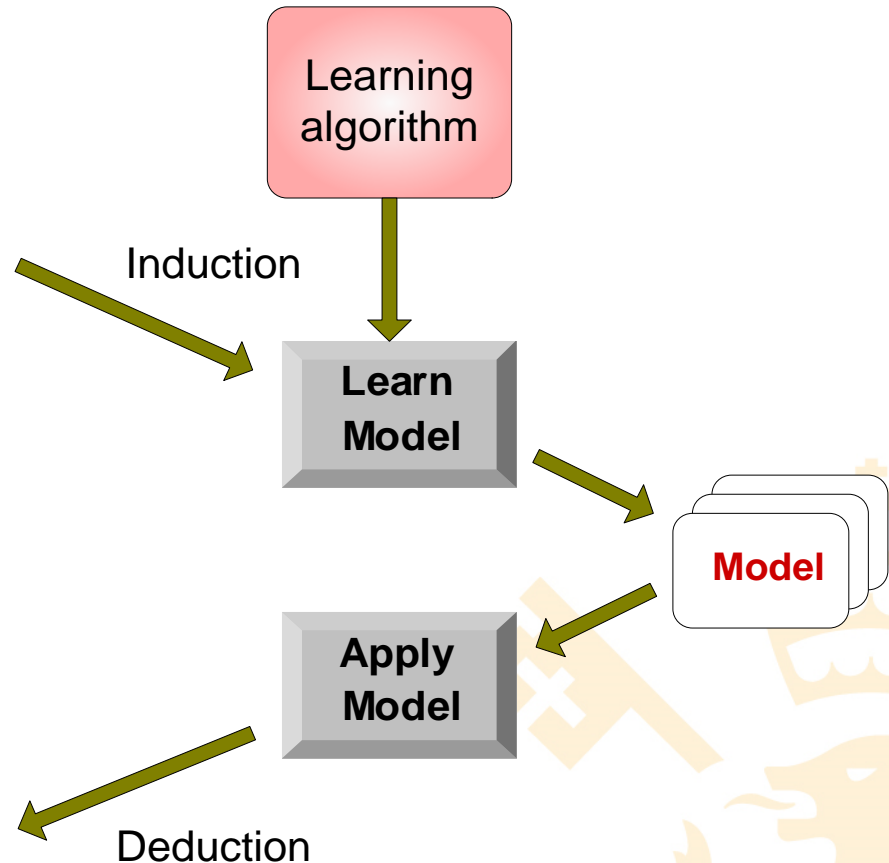 Learning
algorithm
Induction
Learn
Model
Model
Apply
Model
Deduction